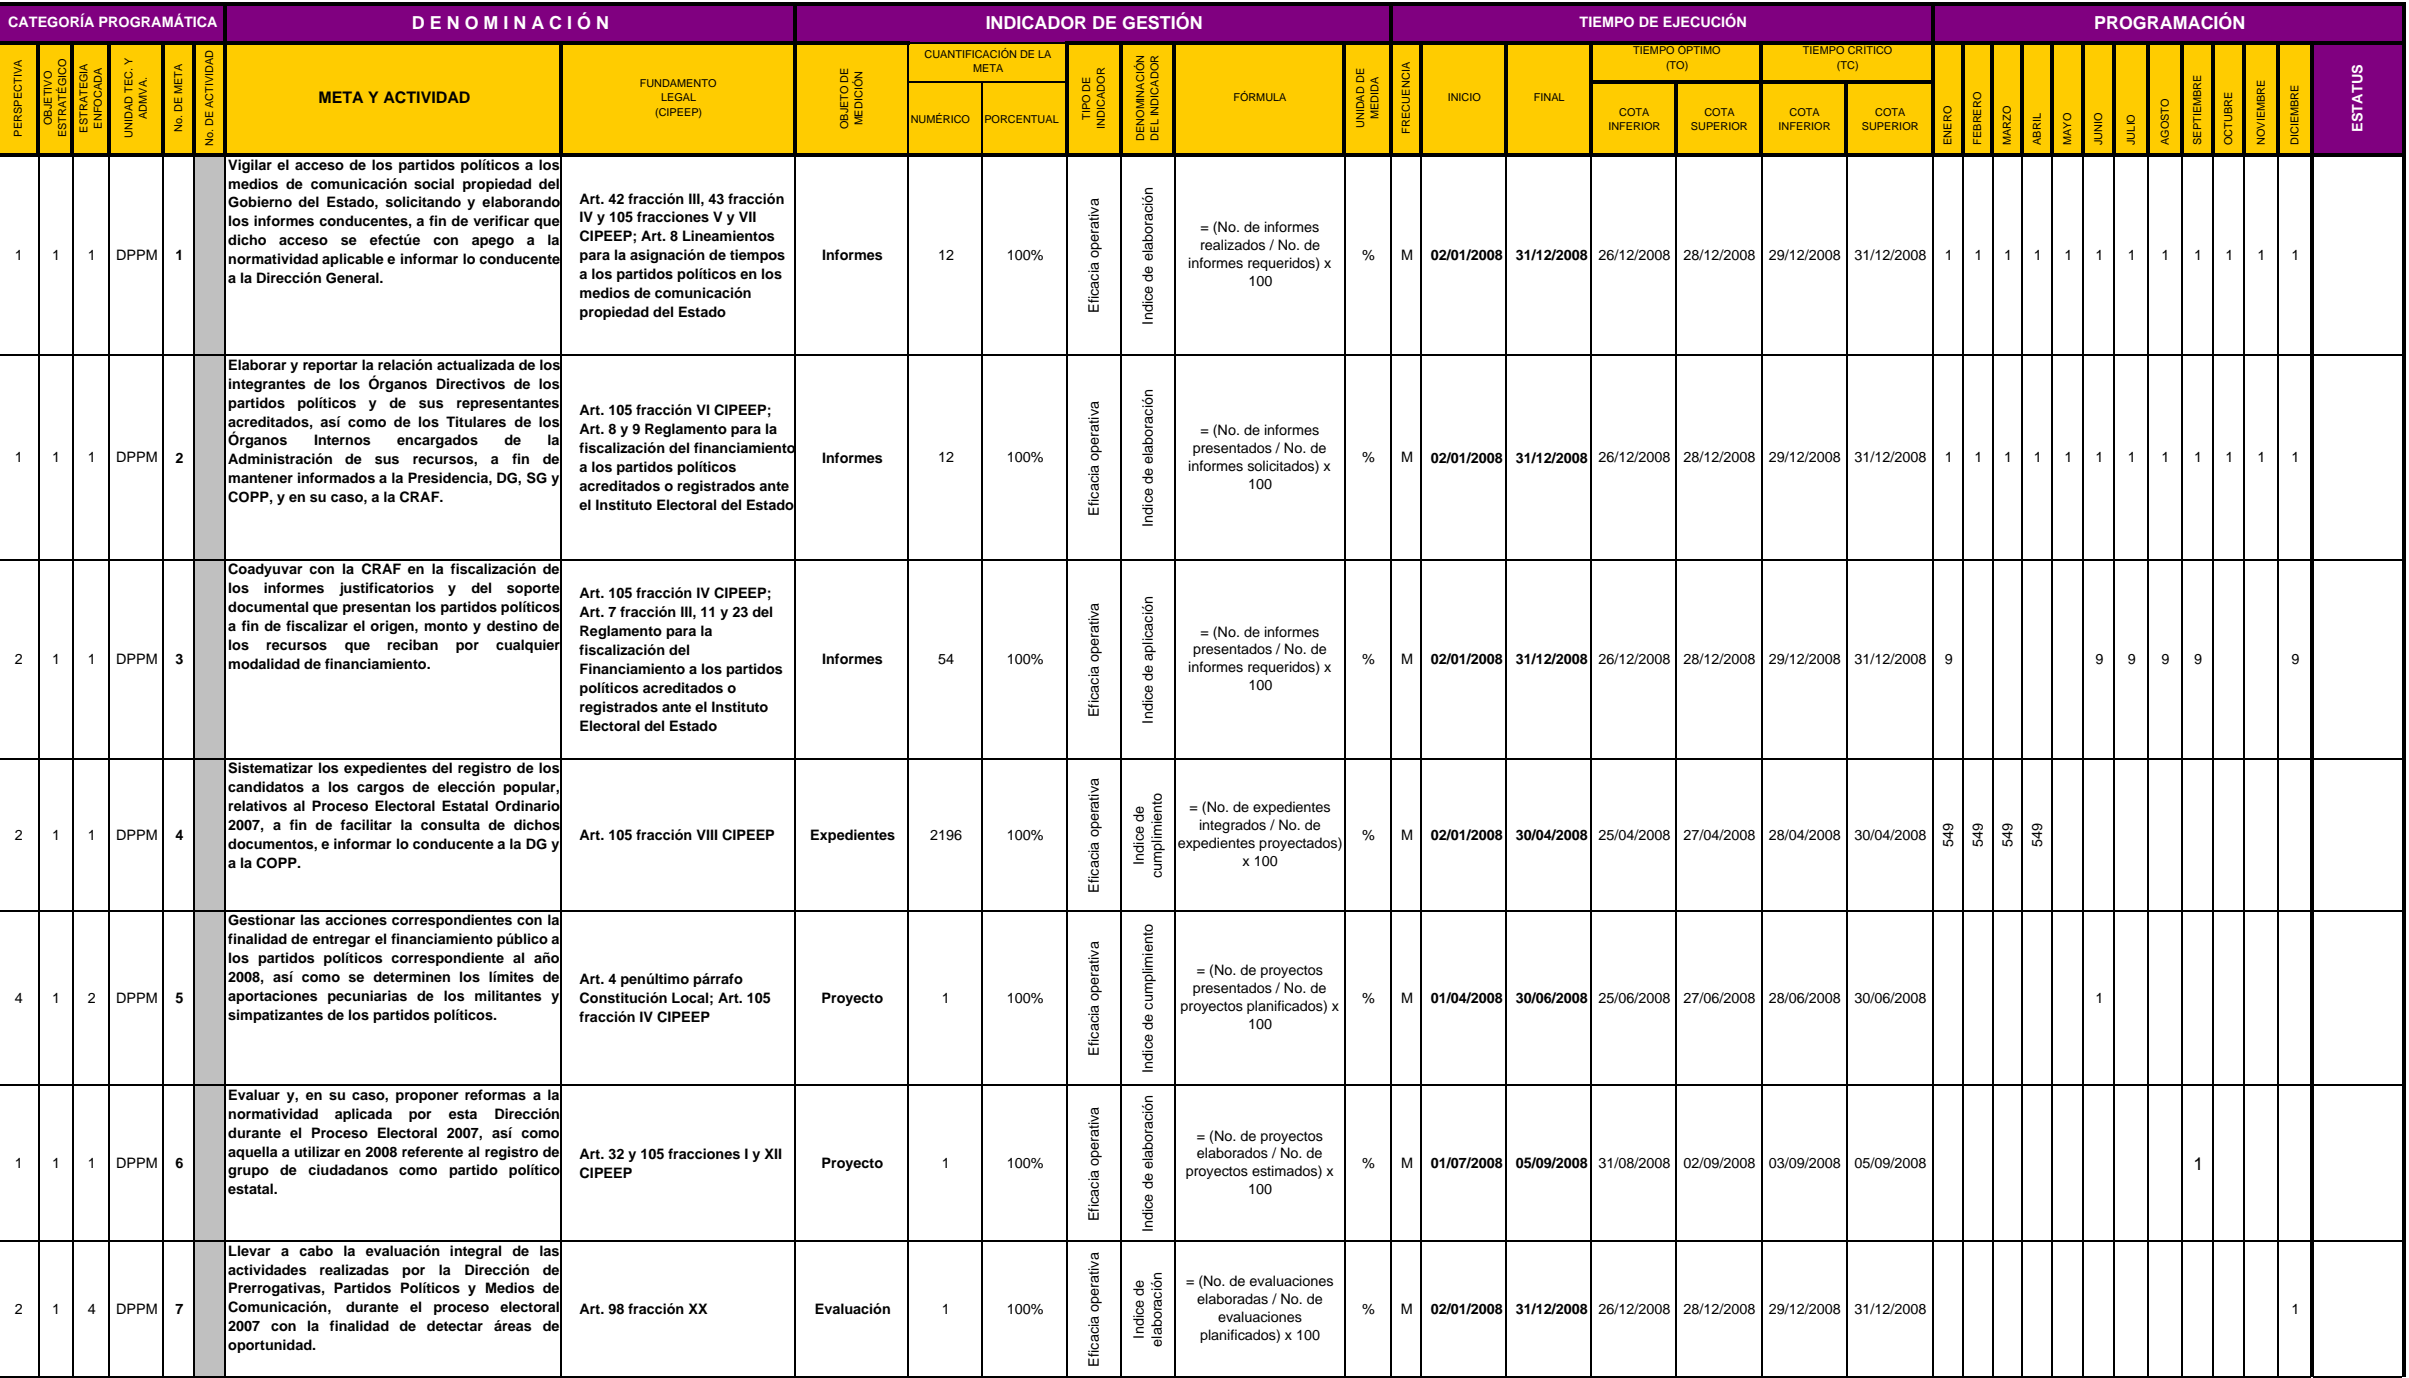 CATEGORÍA PROGRAMÁTICA
D E N O M I N A C I Ó N
INDICADOR DE GESTIÓN
TIEMPO DE EJECUCIÓN
PROGRAMACIÓN
PERSPECTIVA
OBJETIVO
ESTRATÉGICO
ESTRATEGIA
ENFOCADA
UNIDAD TEC. Y
ADMVA.
No. DE META
No. DE ACTIVIDAD
META Y ACTIVIDAD
FUNDAMENTO
LEGAL
(CIPEEP)
OBJETO DE
MEDICIÓN
CUANTIFICACIÓN DE LA
META
NUMÉRICO
PORCENTUAL
TIPO DE
INDICADOR
DENOMINACIÓN
DEL INDICADOR
FÓRMULA
UNIDAD DE
MEDIDA
FRECUENCIA
INICIO
FINAL
TIEMPO ÓPTIMO
(TO)
COTA
INFERIOR
COTA
SUPERIOR
TIEMPO CRÍTICO
(TC)
COTA
INFERIOR
COTA
SUPERIOR
ENERO
FEBRERO
MARZO
ABRIL
MAYO
JUNIO
JULIO
AGOSTO
SEPTIEMBRE
OCTUBRE
NOVIEMBRE
DICIEMBRE
ESTATUS
1 1 1 DPPM 1
Vigilar el acceso de los partidos políticos a los
medios de comunicación social propiedad del
Gobierno del Estado, solicitando y elaborando
los informes conducentes, a fin de verificar que
dicho acceso se efectúe con apego a la
normatividad aplicable e informar lo conducente
a la Dirección General.
Art. 42 fracción III, 43 fracción
IV y 105 fracciones V y VII
CIPEEP; Art. 8 Lineamientos
para la asignación de tiempos
a los partidos políticos en los
medios de comunicación
propiedad del Estado
Informes
12
100%
Eficacia operativa
Indice de elaboración
= (No. de informes
realizados / No. de
informes requeridos) x
100
% M 02/01/2008 31/12/2008 26/12/2008 28/12/2008 29/12/2008 31/12/2008 1 1 1 1 1 1 1 1 1 1 1 1
1 1 1 DPPM 2
Elaborar y reportar la relación actualizada de los
integrantes de los Órganos Directivos de los
partidos políticos y de sus representantes
acreditados, así como de los Titulares de los
Órganos Internos encargados de la
Administración de sus recursos, a fin de
mantener informados a la Presidencia, DG, SG y
COPP, y en su caso, a la CRAF.
Art. 105 fracción VI CIPEEP;
Art. 8 y 9 Reglamento para la
fiscalización del financiamiento
a los partidos políticos
acreditados o registrados ante
el Instituto Electoral del Estado
Informes
12
100%
Eficacia operativa
Indice de elaboración
= (No. de informes
presentados / No. de
informes solicitados) x
100
% M 02/01/2008 31/12/2008 26/12/2008 28/12/2008 29/12/2008 31/12/2008 1 1 1 1 1 1 1 1 1 1 1 1
2 1 1 DPPM 3
Coadyuvar con la CRAF en la fiscalización de
los informes justificatorios y del soporte
documental que presentan los partidos políticos
a fin de fiscalizar el origen, monto y destino de
los recursos que reciban por cualquier
modalidad de financiamiento.
Art. 105 fracción IV CIPEEP;
Art. 7 fracción III, 11 y 23 del
Reglamento para la
fiscalización del
Financiamiento a los partidos
políticos acreditados o
registrados ante el Instituto
Electoral del Estado
Informes
54
100%
Eficacia operativa
Indice de aplicación
= (No. de informes
presentados / No. de
informes requeridos) x
100
% M 02/01/2008 31/12/2008 26/12/2008 28/12/2008 29/12/2008 31/12/2008 9 9 9 9 9 9
2 1 1 DPPM 4
Sistematizar los expedientes del registro de los
candidatos a los cargos de elección popular,
relativos al Proceso Electoral Estatal Ordinario
2007, a fin de facilitar la consulta de dichos
documentos, e informar lo conducente a la DG y
a la COPP.
Art. 105 fracción VIII CIPEEP
Expedientes
2196
100%
Eficacia operativa
Indice de
cumplimiento
= (No. de expedientes
integrados / No. de
expedientes proyectados)
x 100
% M 02/01/2008 30/04/2008 25/04/2008 27/04/2008 28/04/2008 30/04/2008 549 549 549 549
4 1 2 DPPM 5
Gestionar las acciones correspondientes con la
finalidad de entregar el financiamiento público a
los partidos políticos correspondiente al año
2008, así como se determinen los límites de
aportaciones pecuniarias de los militantes y
simpatizantes de los partidos políticos.
Art. 4 penúltimo párrafo
Constitución Local; Art. 105
fracción IV CIPEEP
Proyecto
1
100%
Eficacia operativa
Indice de cumplimiento
= (No. de proyectos
presentados / No. de
proyectos planificados) x
100
% M 01/04/2008 30/06/2008 25/06/2008 27/06/2008 28/06/2008 30/06/2008 1
1 1 1 DPPM 6
Evaluar y, en su caso, proponer reformas a la
normatividad aplicada por esta Dirección
durante el Proceso Electoral 2007, así como
aquella a utilizar en 2008 referente al registro de
grupo de ciudadanos como partido político
estatal.
Art. 32 y 105 fracciones I y XII
CIPEEP
Proyecto
1
100%
Eficacia operativa
Indice de elaboración
= (No. de proyectos
elaborados / No. de
proyectos estimados) x
100
% M 01/07/2008 05/09/2008 31/08/2008 02/09/2008 03/09/2008 05/09/2008 1
2 1 4 DPPM 7
Llevar a cabo la evaluación integral de las
actividades realizadas por la Dirección de
Prerrogativas, Partidos Políticos y Medios de
Comunicación, durante el proceso electoral
2007 con la finalidad de detectar áreas de
oportunidad.
Art. 98 fracción XX
Evaluación
1
100%
Eficacia operativa
Indice de
elaboración
= (No. de evaluaciones
elaboradas / No. de
evaluaciones
planificados) x 100
% M 02/01/2008 31/12/2008 26/12/2008 28/12/2008 29/12/2008 31/12/2008 1